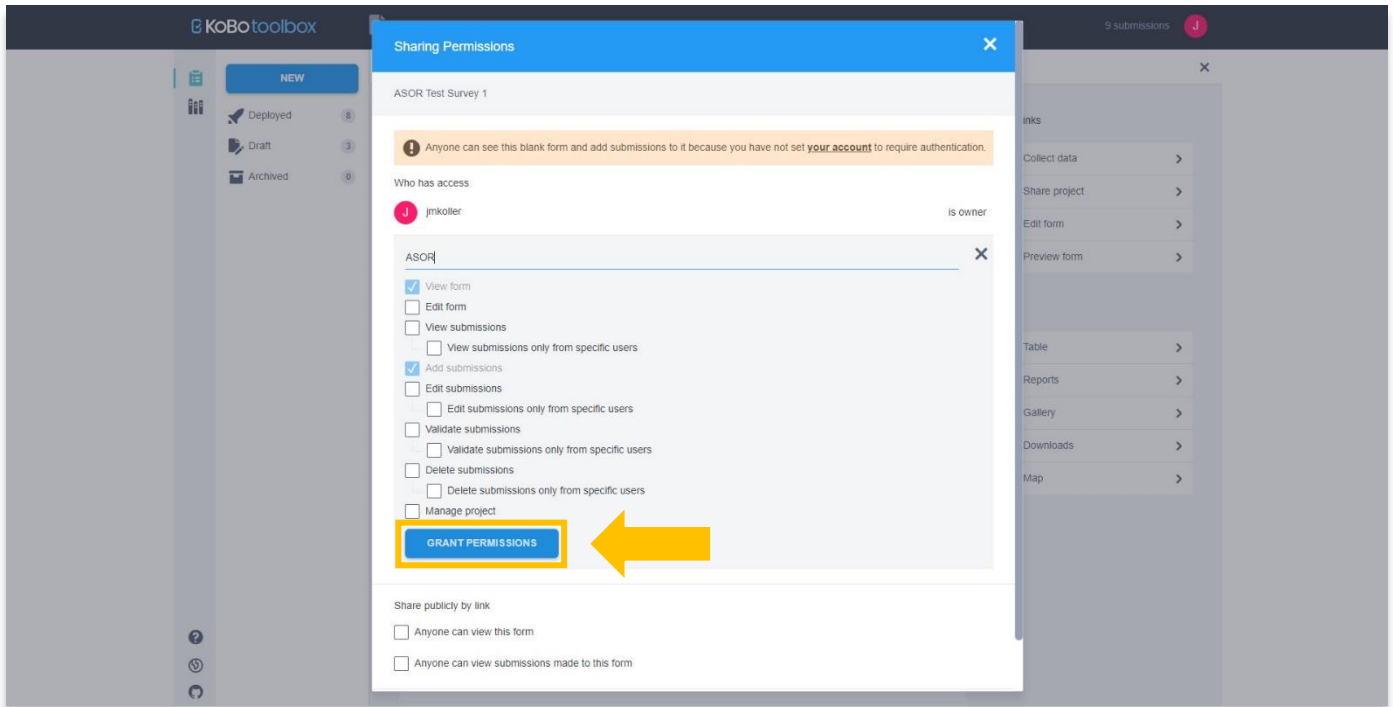 KOBOtoolbox
9 submissions
J
NEW
Deployed
8
Draft
3
Archived
0
Sharing Permissions
ASOR Test Survey 1
Anyone can see this blank form and add submissions to it because you have not set your account to require authentication.
Who has access
J
jmkoller
is owner
ASOR
View form
Edit form
View submissions
View submissions only from specific users
Add submissions
Edit submissions
Edit submissions only from specific users
Validate submissions
Validate submissions only from specific users
Delete submissions
Delete submissions only from specific users
Manage project
GRANT PERMISSIONS
Share publicly by link
Anyone can view this form
Anyone can view submissions made to this form
inks
Collect data
Share project
Edit form
Preview form
Table
Reports
Gallery
Downloads
Map